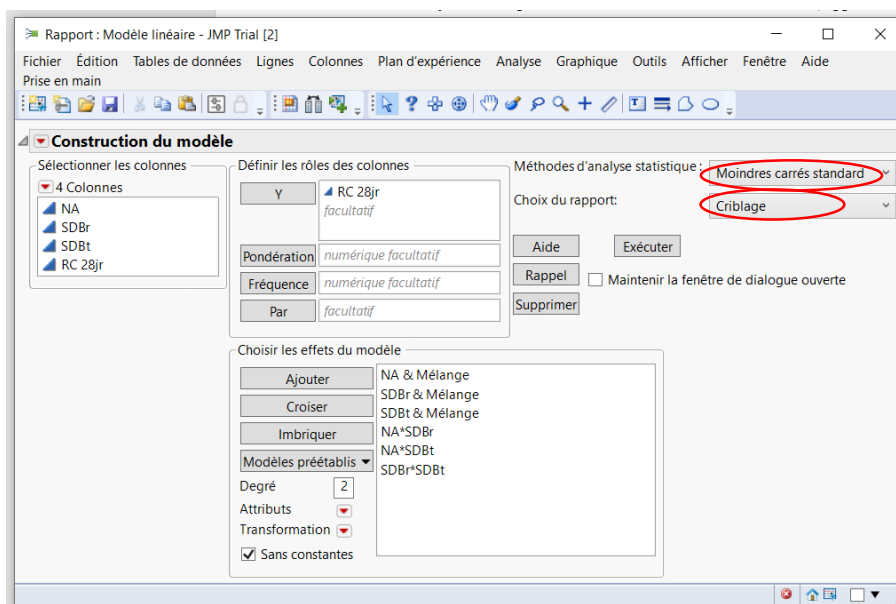 Rapport : Modèle linéaire - JMP Trial [2]
Fichier Édition Tables de données Lignes Colonnes Plan d'expérience Analyse Graphique Outils Afficher Fenêtre Aide
Prise en main
Construction du modèle
Sélectionner les colonnes
4 Colonnes
NA
SDBr
SDBt
RC 28jr
Définir les rôles des colonnes
Y
RC 28jr
facultatif
Pondération numérique facultatif
Fréquence numérique facultatif
Par facultatif
Méthodes d'analyse statistique : Moindres carrés standard
Choix du rapport: Criblage
Aide Exécuter
Rappel Maintenir la fenêtre de dialogue ouverte
Supprimer
Choisir les effets du modèle
Ajouter
Croiser
Imbriquer
Modèles préétablis
Degré 2
Attributs
Transformation
Sans constantes
NA & Mélange
SDBr & Mélange
SDBt & Mélange
NA*SDBr
NA*SDBt
SDBr*SDBt